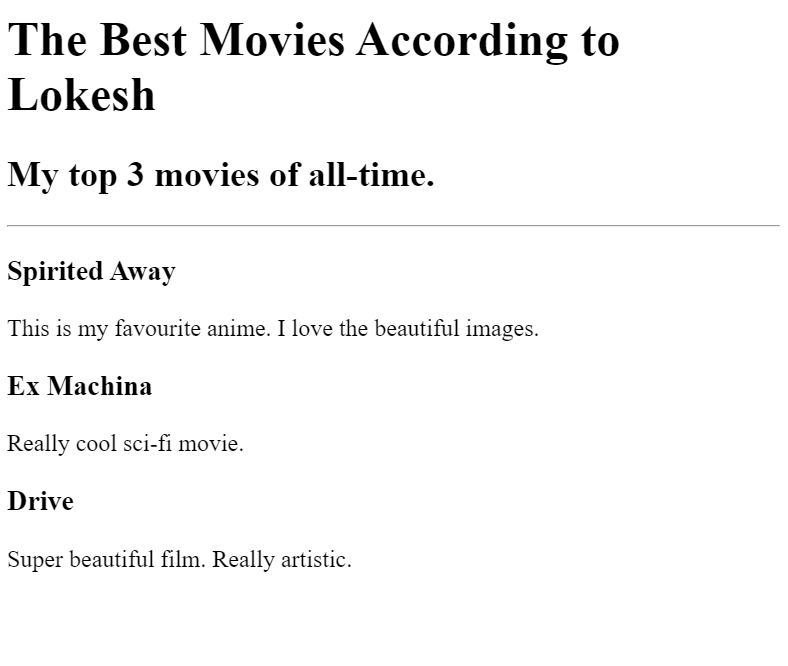 The Best Movies According to
Lokesh
My top 3 movies of all-time.
Spirited Away
This is my favourite anime. I love the beautiful images.
Ex Machina
Really cool sci-fi movie.
Drive
Super beautiful film. Really artistic.